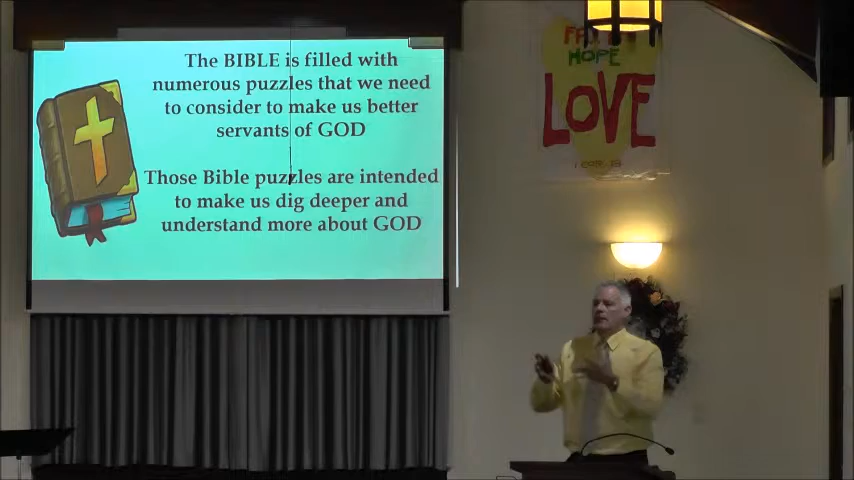 The BIBLE is filled with
numerous puzzles that we need
to consider to make us better
servants of GOD
Those Bible puzzles are intended
to make us dig deeper and
understand more about GOD
HOPE
LOVE